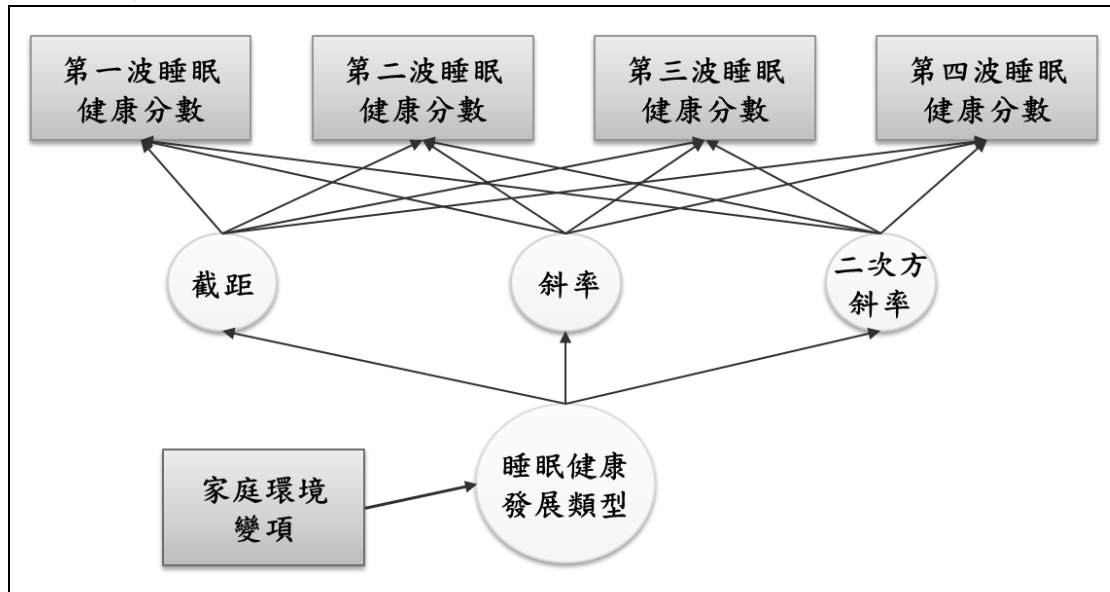 第一波睡眠
健康分數
第二波睡眠
健康分數
第三波睡眠
健康分數
第四波睡眠
健康分數
截距
斜率
二次方
斜率
睡眠健康
發展類型
家庭環境
變項